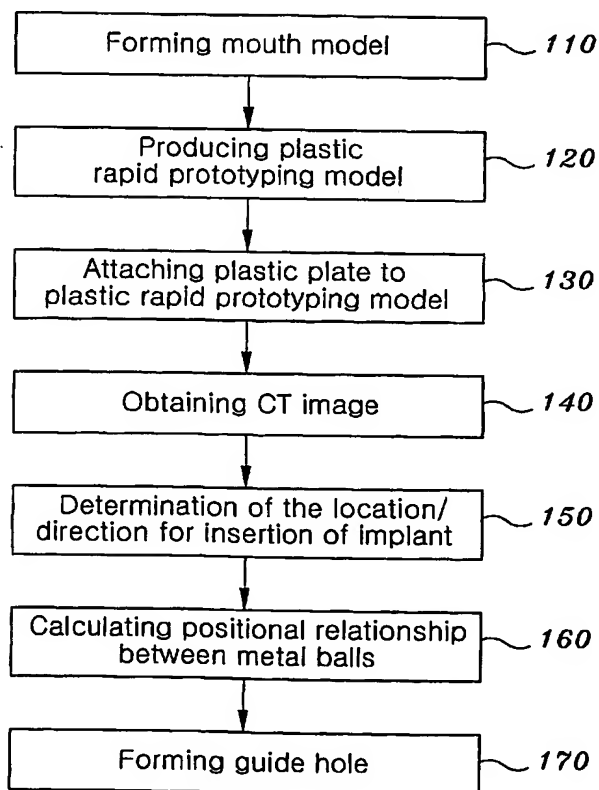 Forming mouth model
110
Producing plastic
rapid prototyping model
120
Attaching plastic plate to
plastic rapid prototyping model
130
Obtaining CT image
140
Determination of the location/
direction for insertion of implant
150
Calculating positional relationship
between metal balls
160
Forming guide hole
170